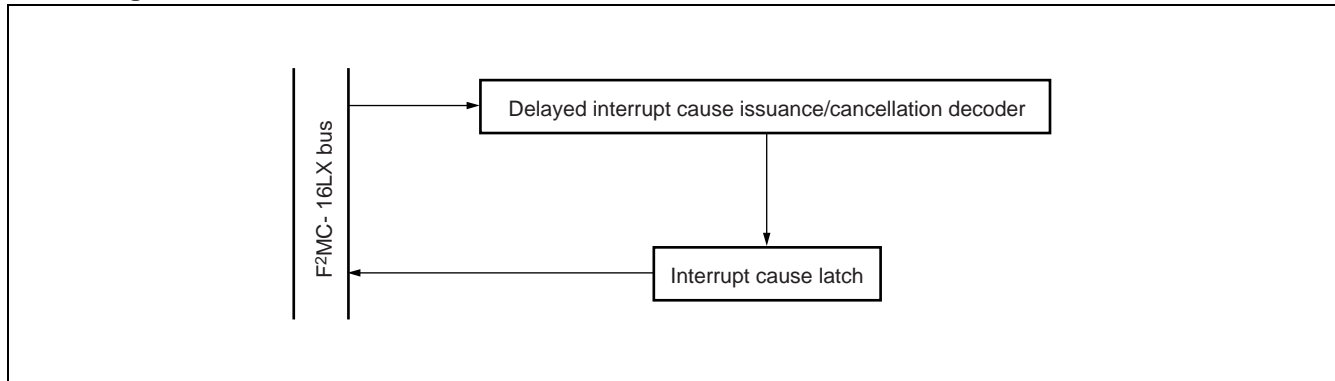 Delayed interrupt cause issuance/cancellation decoder
F²MC- 16LX bus
Interrupt cause latch